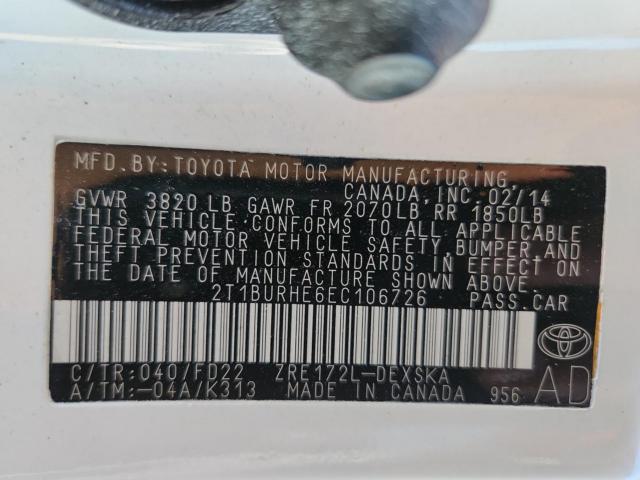 MFD. BY: TOYOTA MOTOR MANUFACTURING,
CANADA, INC. 02/14
GVWR 3820 LB GAWR FR 2070LB RR 1850LB
THIS VEHICLE CONFORMS TO ALL APPLICABLE
FEDERAL MOTOR VEHICLE SAFETY, BUMPER AND
THEFT PREVENTION STANDARDS IN EFFECT ON
THE DATE OF MANUFACTURE SHOWN ABOVE.
2T1BURHE6EC106726 PASS.CAR
C/TR: 040/FD22 ZRE172L-DEXSKA
A/TM: -04A/K313 MADE IN CANADA 956
AD